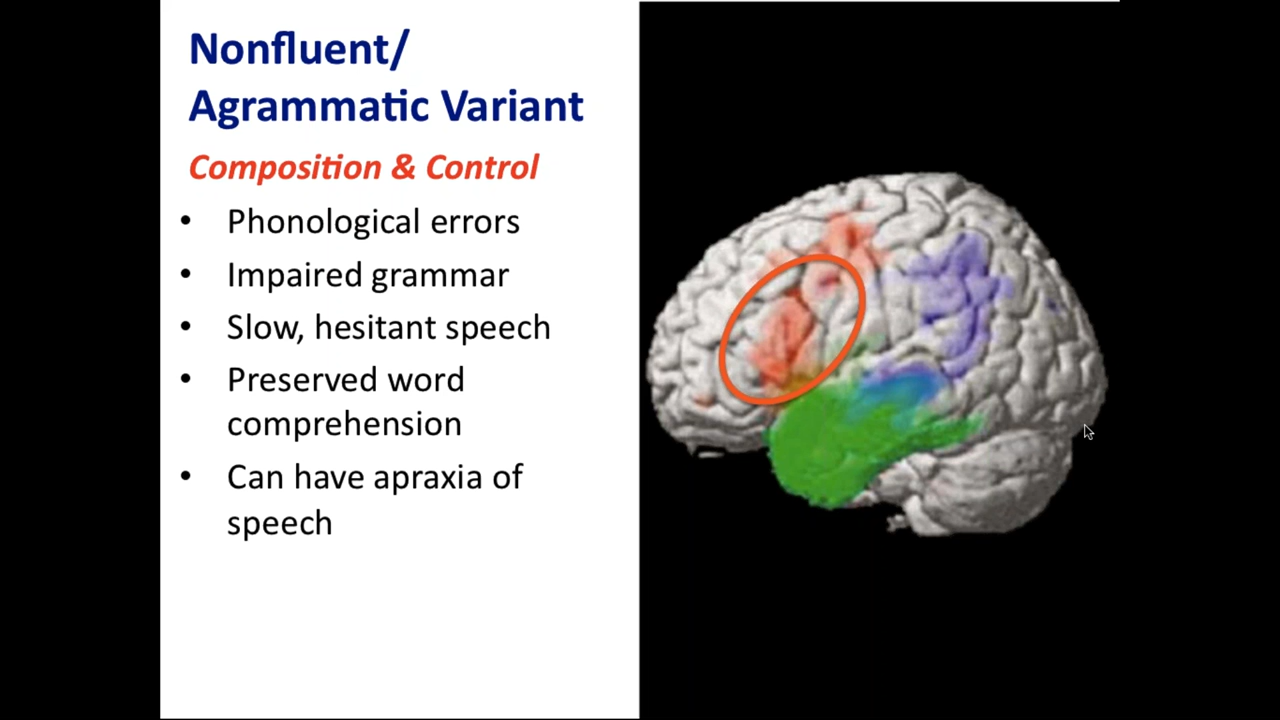 Nonfluent/
Agrammatic Variant
Composition & Control
• Phonological errors
• Impaired grammar
• Slow, hesitant speech
• Preserved word
comprehension
• Can have apraxia of
speech